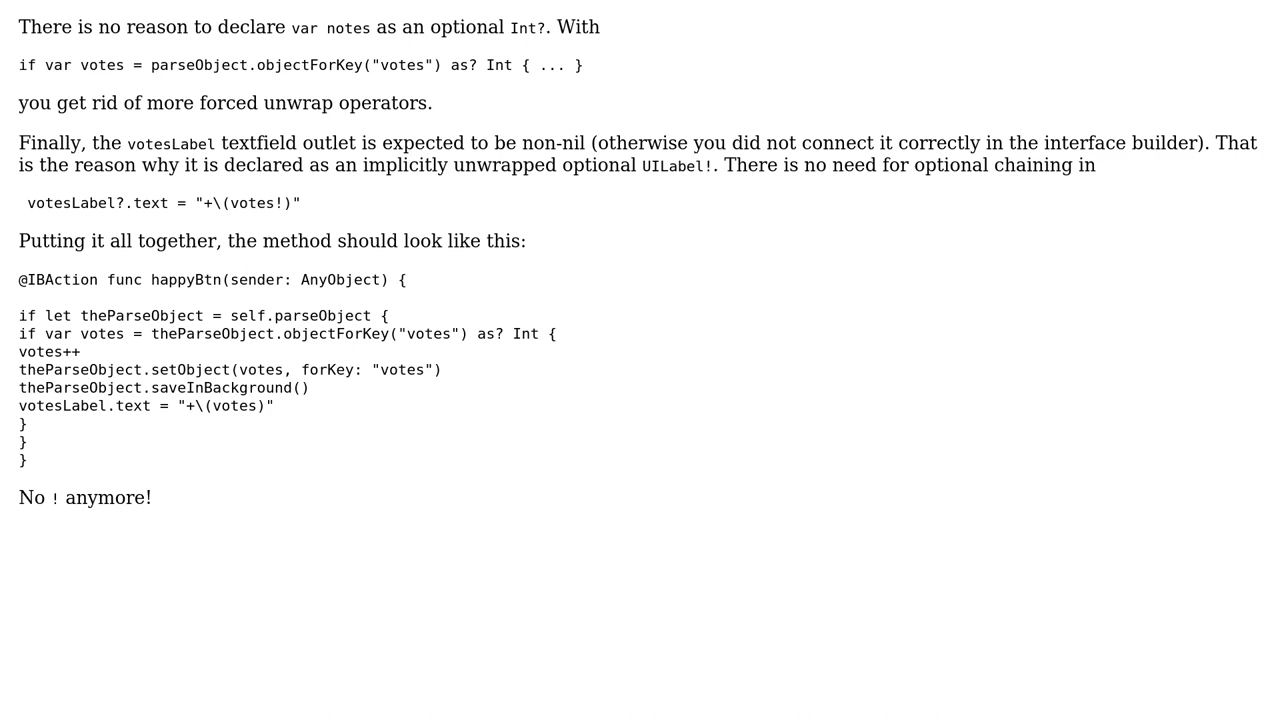 There is no reason to declare var notes as an optional Int?. With
if var votes = parseObject.objectForKey("votes") as? Int { ... }
you get rid of more forced unwrap operators.
Finally, the votesLabel textfield outlet is expected to be non-nil (otherwise you did not connect it correctly in the interface builder). That
is the reason why it is declared as an implicitly unwrapped optional UILabel!. There is no need for optional chaining in
votesLabel?.text = "+\(votes!)"
Putting it all together, the method should look like this:
@IBAction func happyBtn(sender: AnyObject) {
if let theParseObject = self.parseObject {
if var votes = theParseObject.objectForKey("votes") as? Int {
votes++
theParseObject.setObject(votes, forKey: "votes")
theParseObject.saveInBackground()
votesLabel.text = "+\(votes)"
}
}
}
No ! anymore!